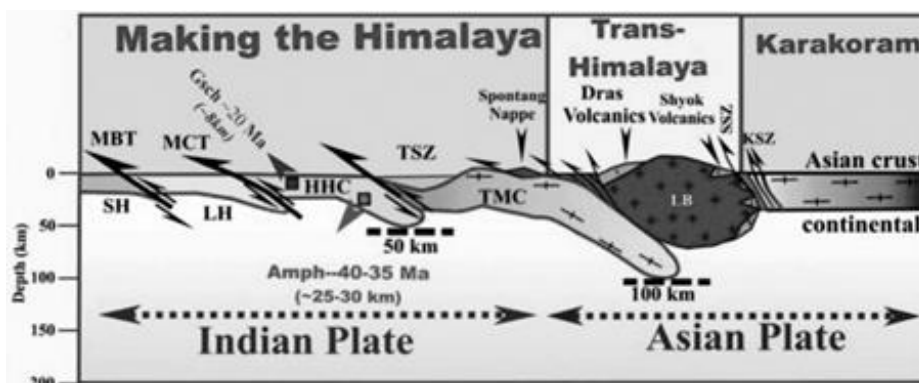 Making the Himalaya
Trans-
Himalaya
Karakoram
Gsch ~20 Ma
(~8km)
Spontang
Nappe
Dras
Volcanics
Shyok
Volcanics
SSZ
KSZ
MBT
MCT
TSZ
HHC
TMC
LB
SH
LH
Asian crust
continental
50 km
100 km
Amph--40-35 Ma
(~25-30 km)
Indian Plate
Asian Plate
Depth (km)
0
50
100
150
200